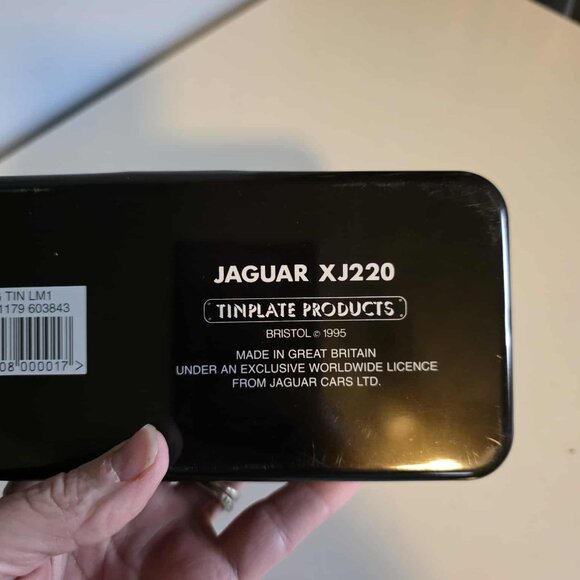 JAGUAR XJ220
TINPLATE PRODUCTS
BRISTOL © 1995
MADE IN GREAT BRITAIN
UNDER AN EXCLUSIVE WORLDWIDE LICENCE
FROM JAGUAR CARS LTD.
TIN LM1
1179 603843
08 000017 >